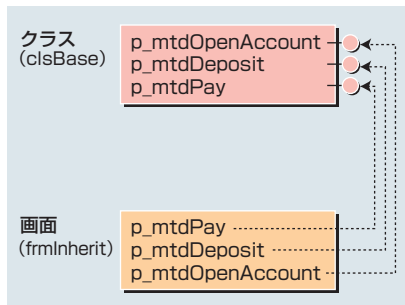 クラス
(clsBase)
p_mtdOpenAccount
p_mtdDeposit
p_mtdPay
画面
(frmInherit)
p_mtdPay
p_mtdDeposit
p_mtdOpenAccount